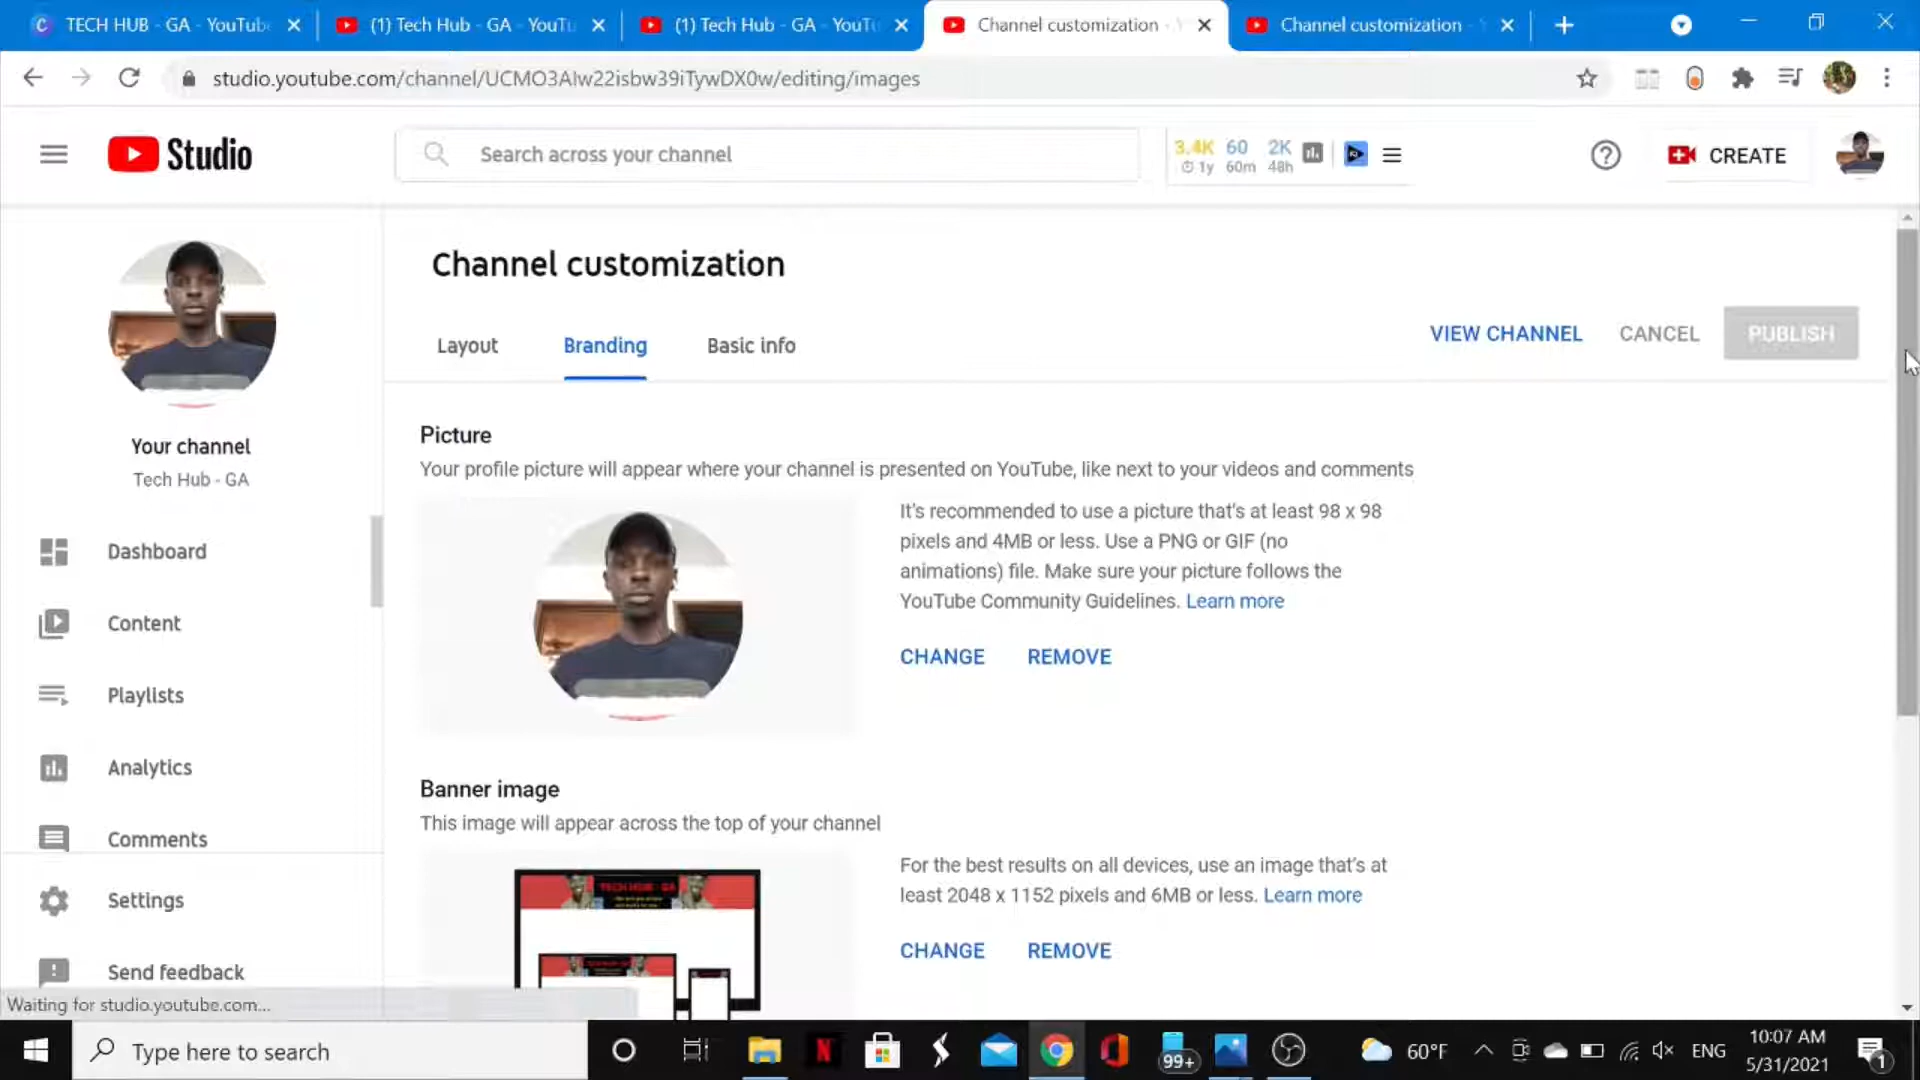 TECH HUB - GA - YouTube
(1) Tech Hub - GA - YouTu
(1) Tech Hub - GA - YouTu
Channel customization - Y
Channel customization - Y
studio.youtube.com/channel/UCMO3AIw22isbw39iTywDX0w/editing/images
Studio
Search across your channel
3.4K 60 2K
1y 60m 48h
CREATE
Channel customization
Layout
Branding
Basic info
VIEW CHANNEL
CANCEL
PUBLISH
Your channel
Tech Hub - GA
Dashboard
Content
Playlists
Analytics
Comments
Settings
Send feedback
Picture
Your profile picture will appear where your channel is presented on YouTube, like next to your videos and comments
It's recommended to use a picture that's at least 98 x 98
pixels and 4MB or less. Use a PNG or GIF (no
animations) file. Make sure your picture follows the
YouTube Community Guidelines. Learn more
CHANGE REMOVE
Banner image
This image will appear across the top of your channel
TECH HUB - GA
For the best results on all devices, use an image that's at
least 2048 x 1152 pixels and 6MB or less. Learn more
CHANGE REMOVE
Waiting for studio.youtube.com...
Type here to search
N
99+
60°F
ENG
10:07 AM
5/31/2021
1